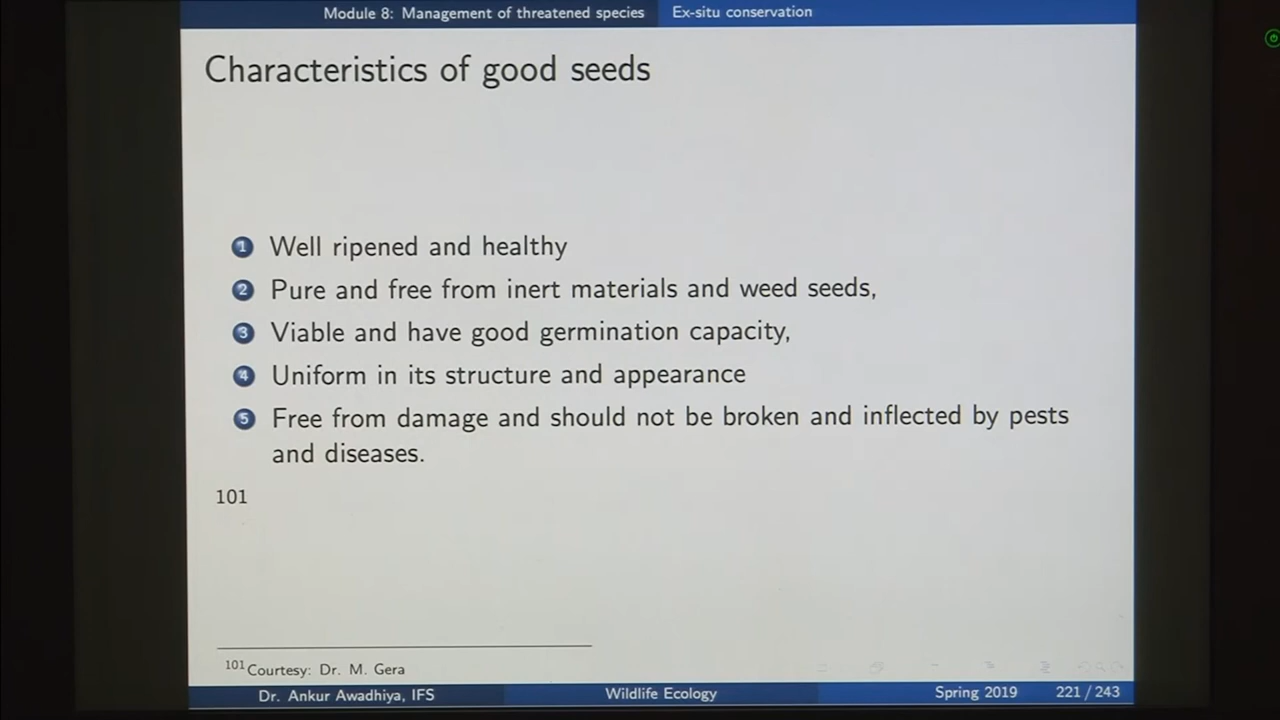 Module 8: Management of threatened species Ex-situ conservation
Characteristics of good seeds
1 Well ripened and healthy
2 Pure and free from inert materials and weed seeds,
3 Viable and have good germination capacity,
4 Uniform in its structure and appearance
5 Free from damage and should not be broken and inflected by pests
and diseases.
101
101 Courtesy: Dr. M. Gera
Dr. Ankur Awadhiya, IFS Wildlife Ecology Spring 2019 221 / 243